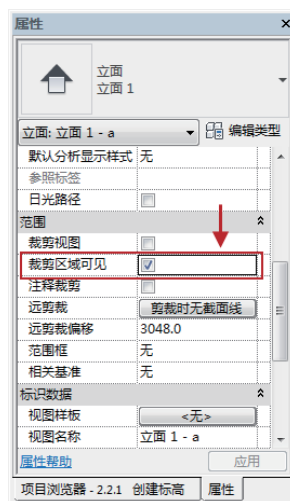 属性
立面
立面 1
立面: 立面 1 - a 编辑类型
默认分析显示样式 无
参照标签
日光路径
范围
裁剪视图
裁剪区域可见
注释裁剪
远剪裁 剪裁时无截面线
远剪裁偏移 3048.0
范围框 无
相关基准 无
标识数据
视图样板 <无>
视图名称 立面 1 - a
属性帮助 应用
项目浏览器 - 2.2.1 创建标高 属性